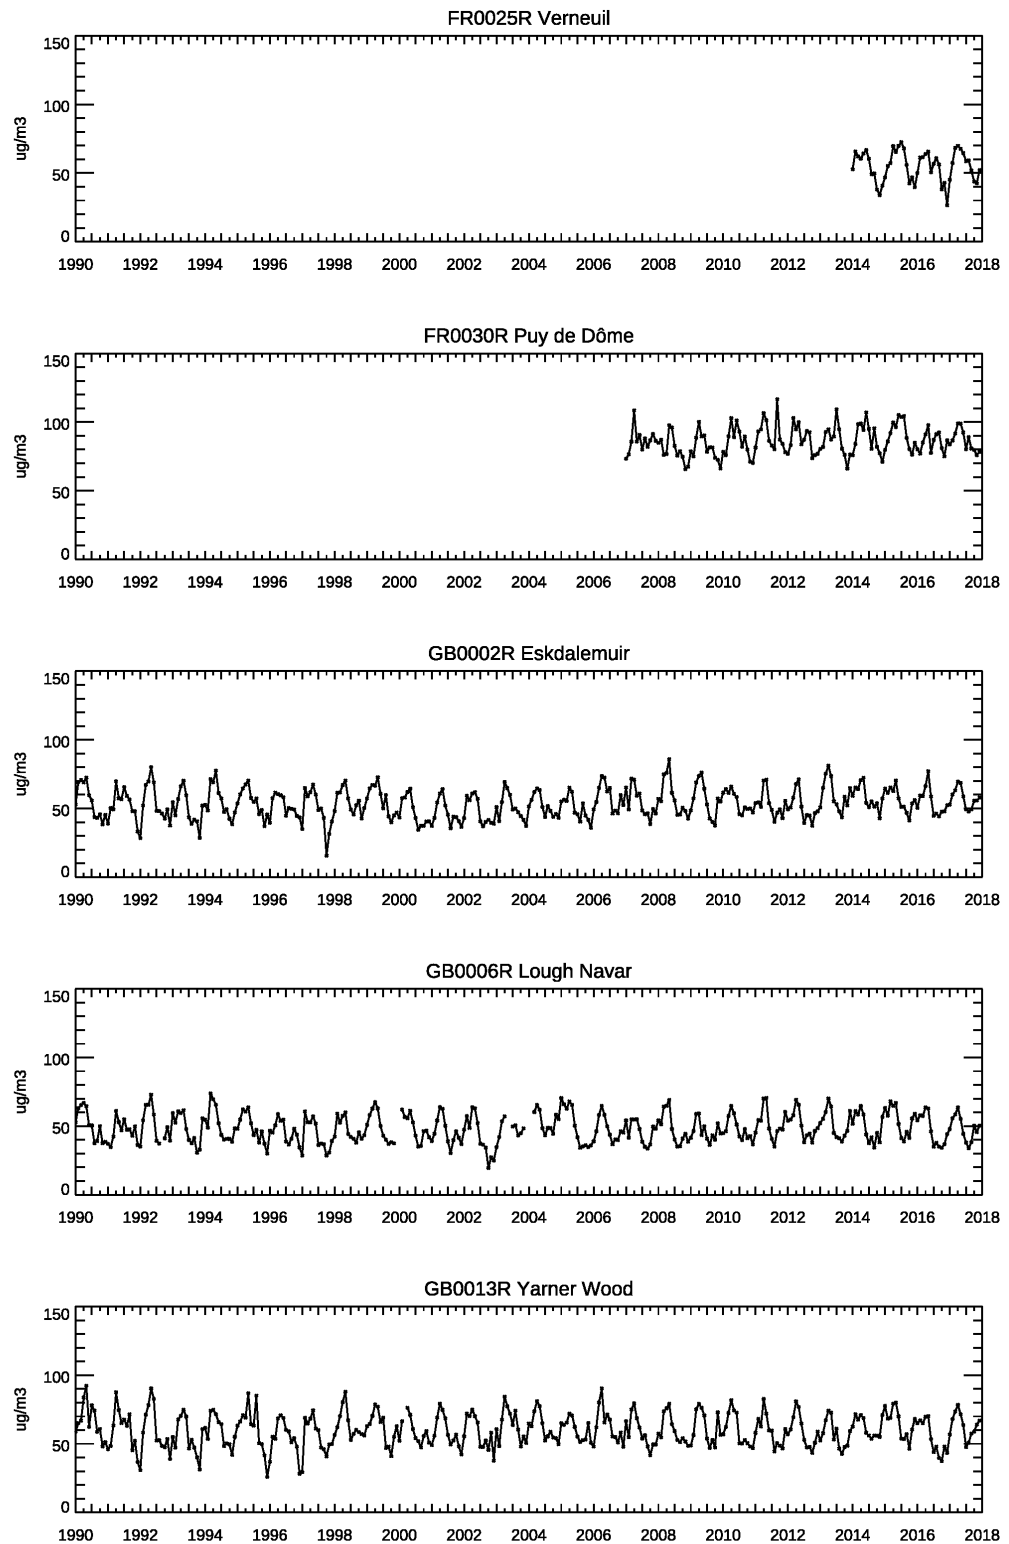 FR0025R Verneuil
150
100
50
0
ug/m3
1990 1992 1994 1996 1998 2000 2002 2004 2006 2008 2010 2012 2014 2016 2018
FR0030R Puy de Dôme
150
100
50
0
ug/m3
1990 1992 1994 1996 1998 2000 2002 2004 2006 2008 2010 2012 2014 2016 2018
GB0002R Eskdalemuir
150
100
50
0
ug/m3
1990 1992 1994 1996 1998 2000 2002 2004 2006 2008 2010 2012 2014 2016 2018
GB0006R Lough Navar
150
100
50
0
ug/m3
1990 1992 1994 1996 1998 2000 2002 2004 2006 2008 2010 2012 2014 2016 2018
GB0013R Yarner Wood
150
100
50
0
ug/m3
1990 1992 1994 1996 1998 2000 2002 2004 2006 2008 2010 2012 2014 2016 2018